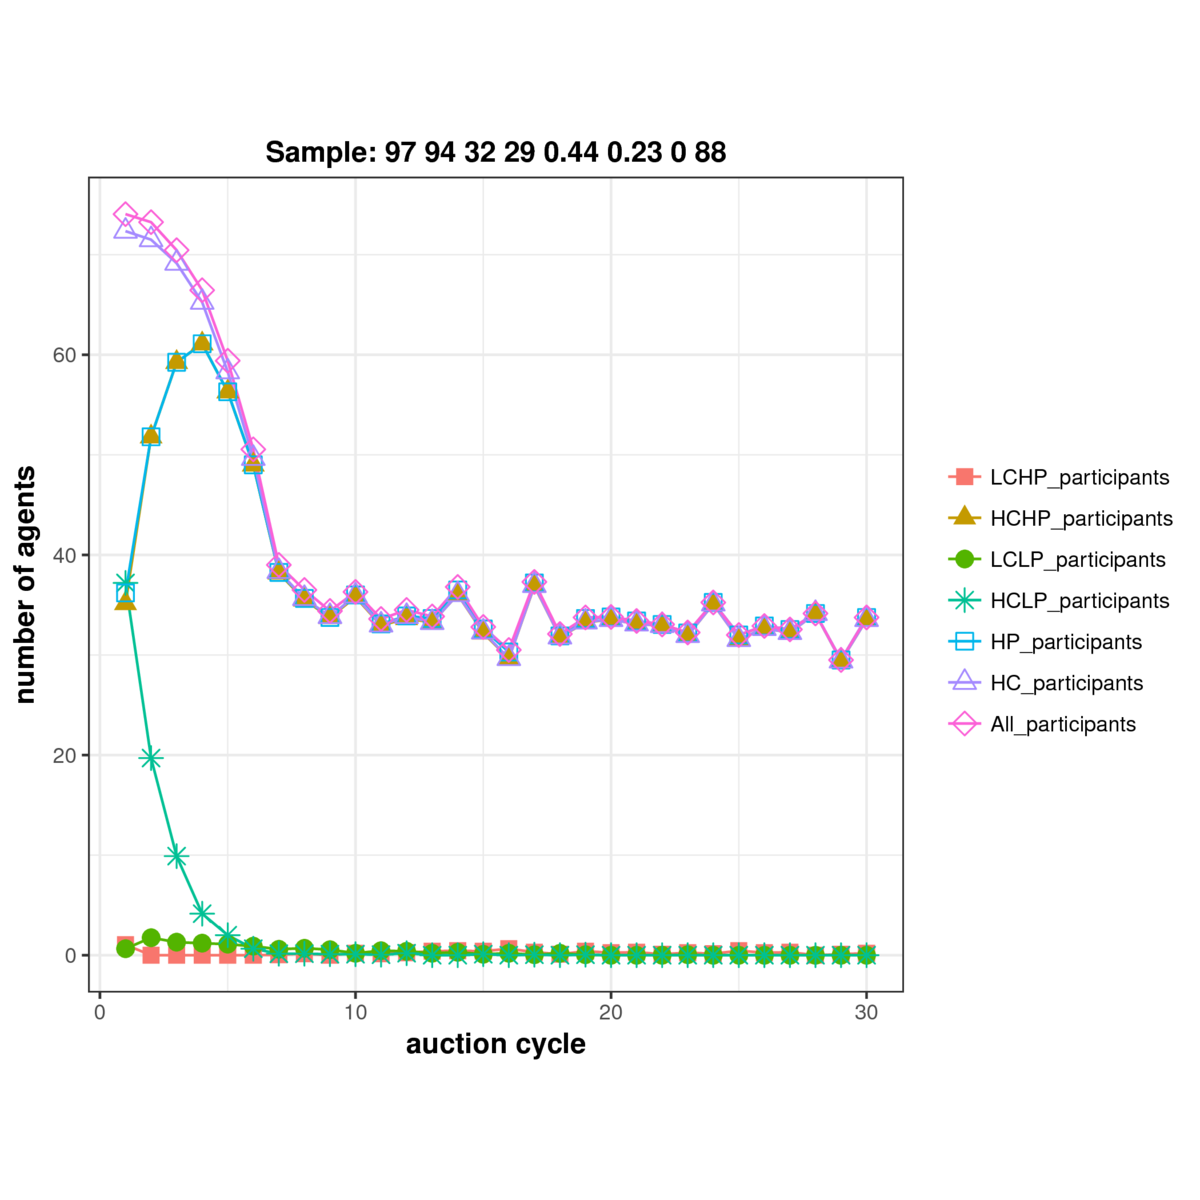 Sample: 97 94 32 29 0.44 0.23 0 88
60
40
20
0
0 10 20 30
number of agents
auction cycle
LCHP_participants
HCHP_participants
LCLP_participants
HCLP_participants
HP_participants
HC_participants
All_participants